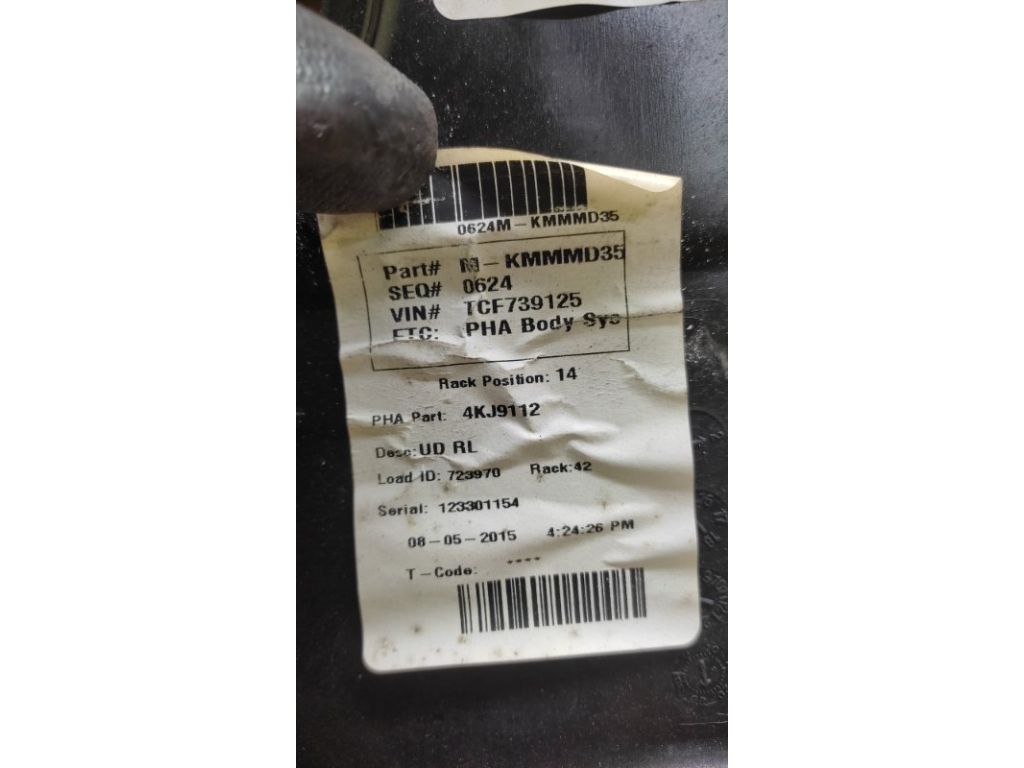 0624M-KMMMD35
Part# M-KMMMD35
SEQ# 0624
VIN# TCF739125
ETC: PHA Body Sys
Rack Position: 14
PHA Part: 4KJ9112
Desc: UD RL
Load ID: 723970 Rack:42
Serial: 123301154
08-05-2015 4:24:26 PM
T-Code: ****